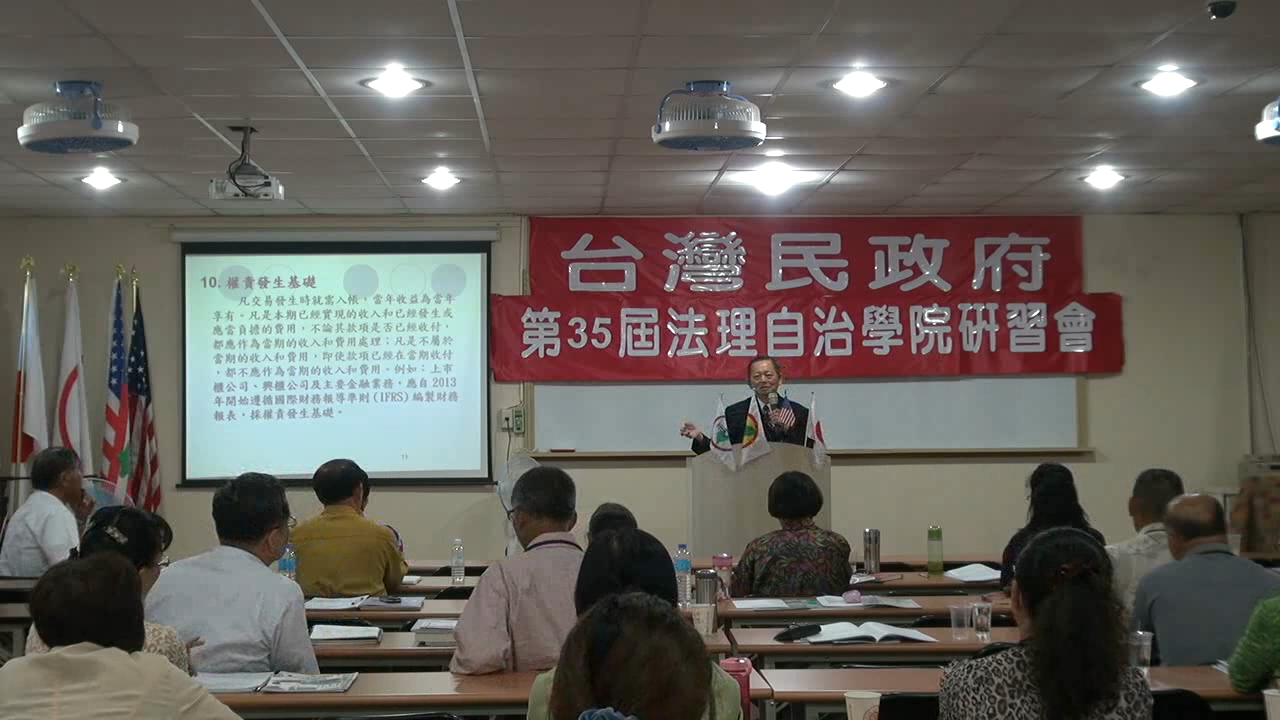 台灣民政府
第35屆法理自治學院研習會
10. 權責發生基礎
凡交易發生時就需入帳，當年收益為當年
享有。凡是本期已經實現的收入和已經發生或
應當負擔的費用，不論其款項是否已經收付，
都應作為當期的收入和費用處理；凡是不屬於
當期的收入和費用，即使款項已經在當期收付
，都不應作為當期的收入和費用。例如：上市
櫃公司、興櫃公司及主要金融業務，應自2013
年開始遵循國際財務報導準則(IFRS)編製財務
報表，採權責發生基礎。